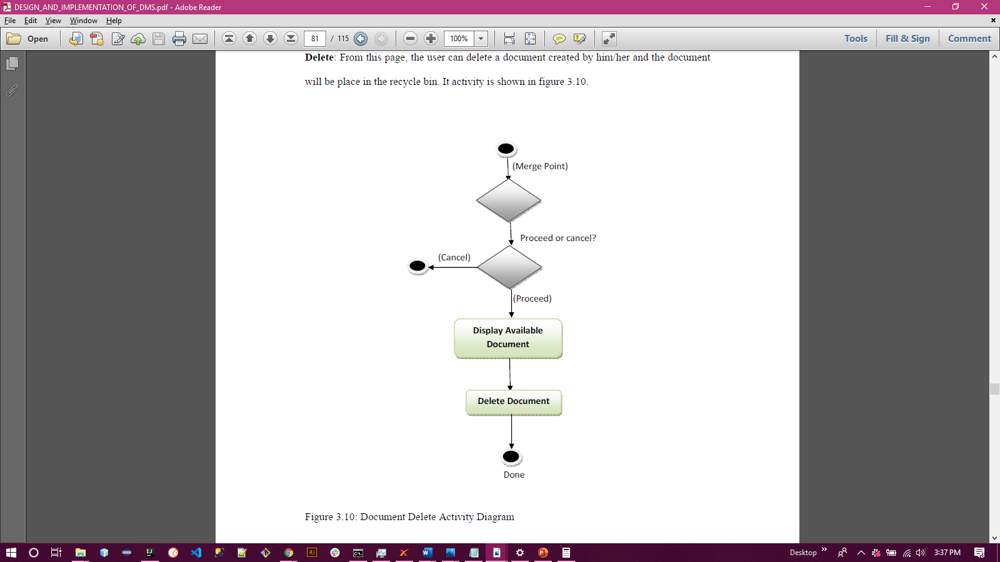 DESIGN_AND_IMPLEMENTATION_OF_DMS.pdf - Adobe Reader
File Edit View Window Help
Open 81 / 115 100% Tools Fill & Sign Comment
Delete: From this page, the user can delete a document created by him/her and the document
will be place in the recycle bin. It activity is shown in figure 3.10.
(Merge Point)
Proceed or cancel?
(Cancel)
(Proceed)
Display Available
Document
Delete Document
Done
Figure 3.10: Document Delete Activity Diagram
Desktop 3:37 PM